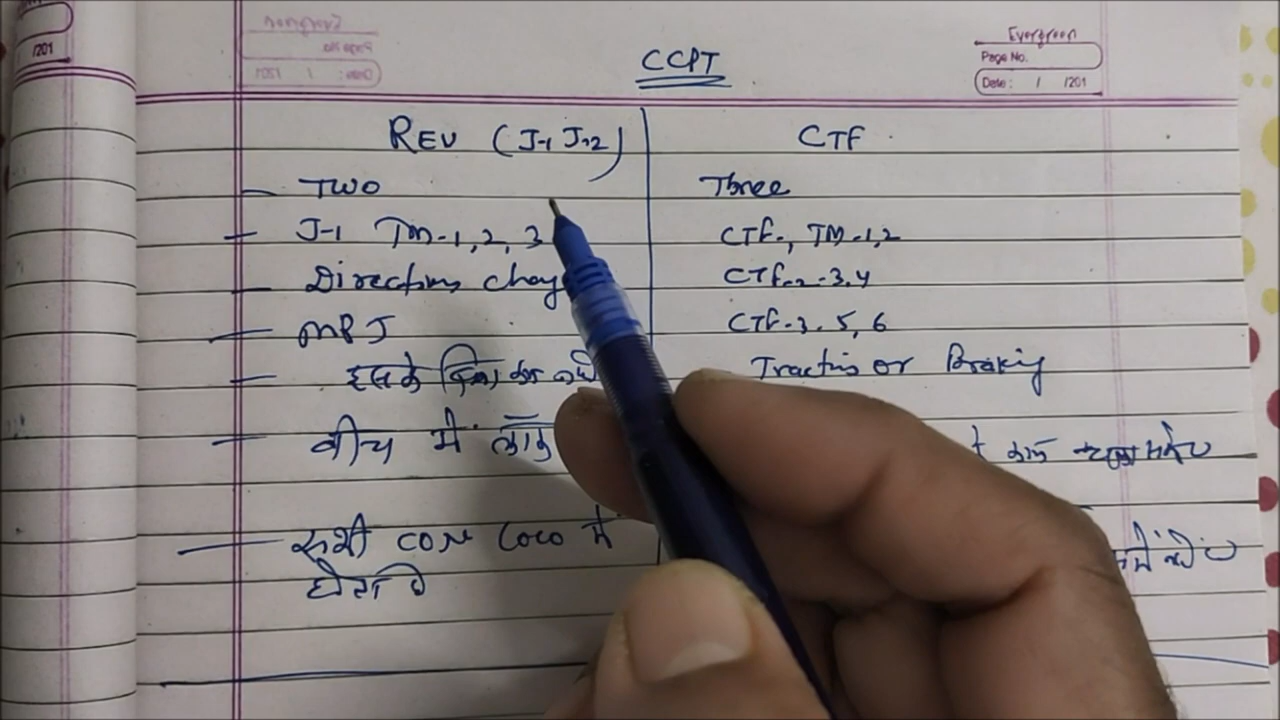 Evergreen
Page No.
Date : / /201
/201
CCPT
REV (J-1 J-2) CTF
TWO Three
J-1 TM-1,2,3 CTF-1 TM-1,2
Direction CTF-2-3,4
MPJ CTF-3-5,6
इसके बिना Traction or Braking
बीच में
सभी CON Loco में
होता है